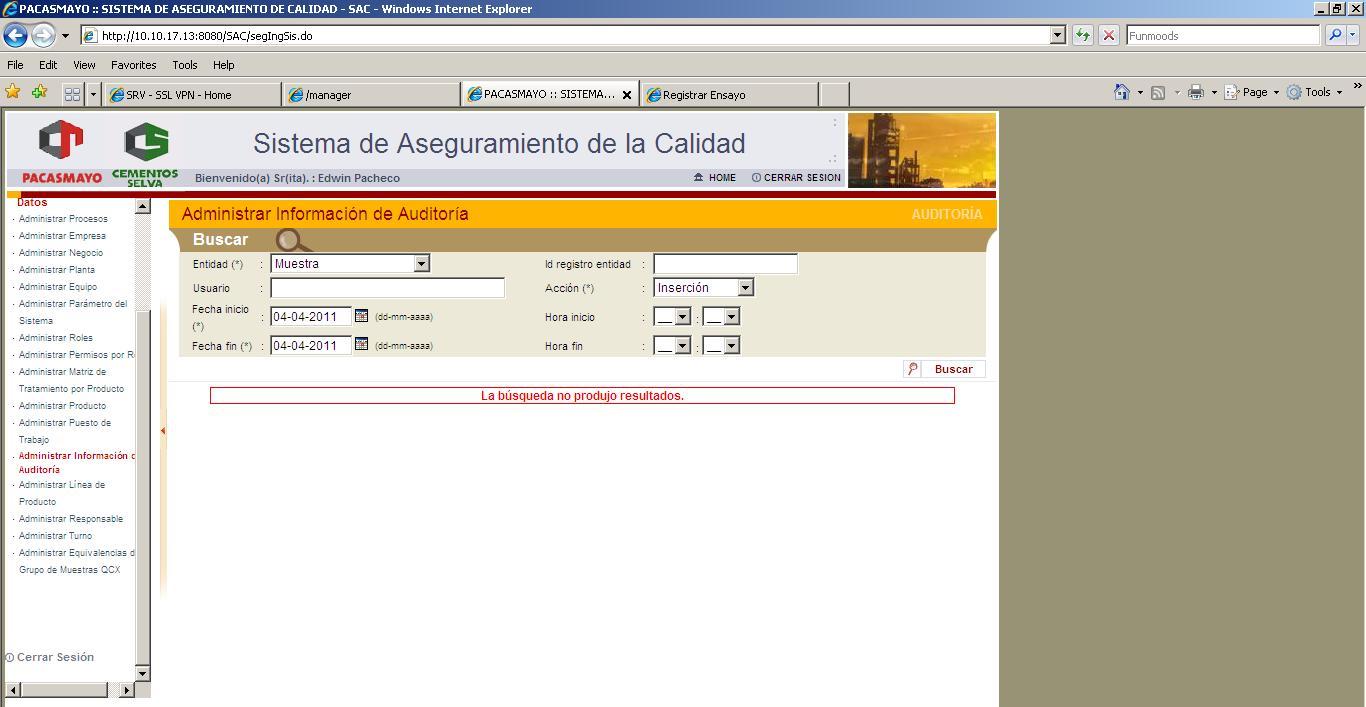 PACASMAYO :: SISTEMA DE ASEGURAMIENTO DE CALIDAD - SAC - Windows Internet Explorer
http://10.10.17.13:8080/SAC/segIngSis.do
Funmoods
File Edit View Favorites Tools Help
SRV - SSL VPN - Home
/manager
PACASMAYO :: SISTEMA...
Registrar Ensayo
Page
Tools
PACASMAYO
CEMENTOS SELVA
Sistema de Aseguramiento de la Calidad
Bienvenido(a) Sr(ita). : Edwin Pacheco
HOME
CERRAR SESION
Datos
· Administrar Procesos
· Administrar Empresa
· Administrar Negocio
· Administrar Planta
· Administrar Equipo
· Administrar Parámetro del
Sistema
· Administrar Roles
· Administrar Permisos por R
· Administrar Matriz de
Tratamiento por Producto
· Administrar Producto
· Administrar Puesto de
Trabajo
· Administrar Información d
Auditoría
· Administrar Línea de
Producto
· Administrar Responsable
· Administrar Turno
· Administrar Equivalencias d
Grupo de Muestras QCX
Cerrar Sesión
Administrar Información de Auditoría
AUDITORÍA
Buscar
Entidad (*) : Muestra
Id registro entidad :
Usuario :
Acción (*) : Inserción
Fecha inicio
(*) : 04-04-2011 (dd-mm-aaaa)
Hora inicio : __ : __
Fecha fin (*) : 04-04-2011 (dd-mm-aaaa)
Hora fin : __ : __
Buscar
La búsqueda no produjo resultados.